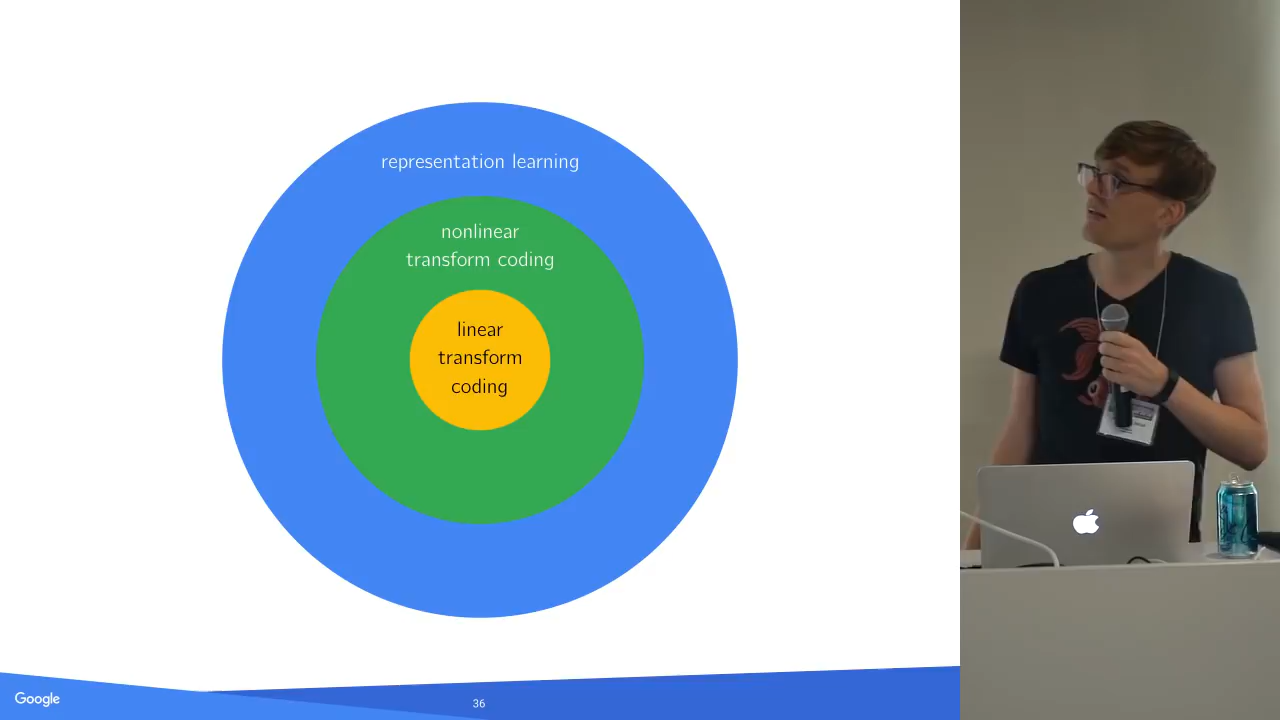 representation learning
nonlinear
transform coding
linear
transform
coding
Google
36